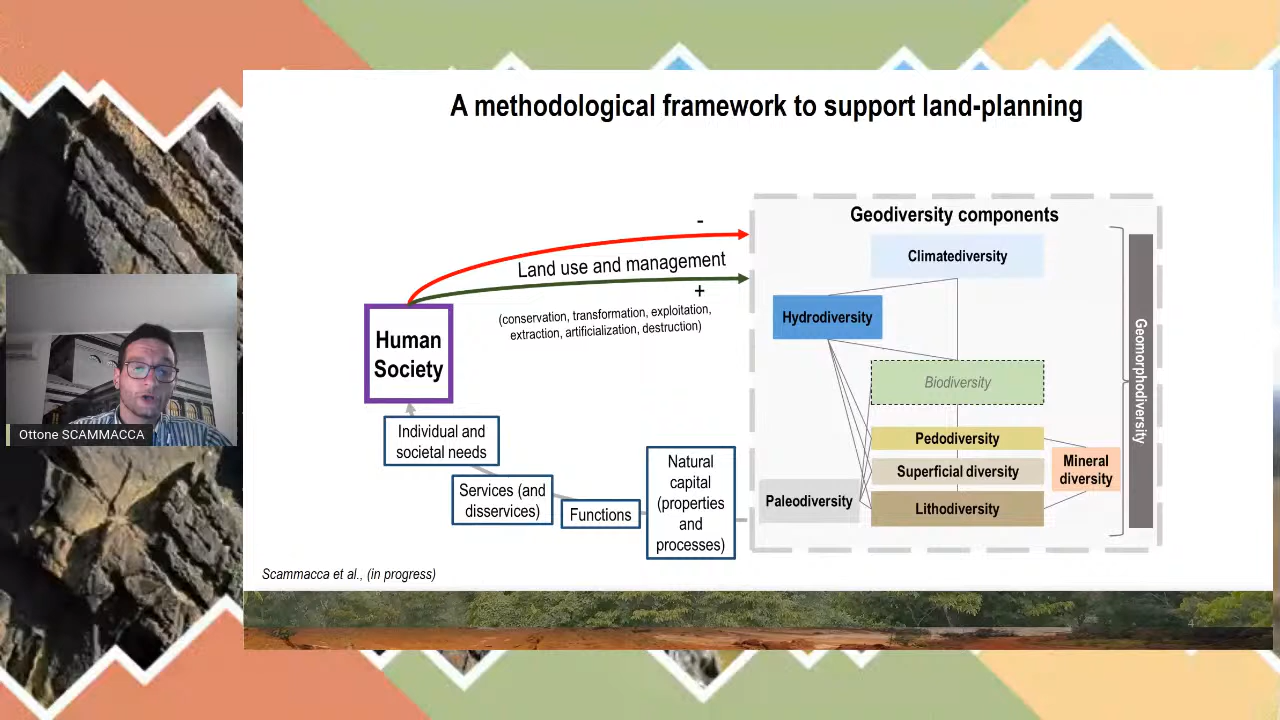 A methodological framework to support land-planning
-
Land use and management
+
(conservation, transformation, exploitation,
extraction, artificialization, destruction)
Human
Society
Individual and
societal needs
Services (and
disservices)
Functions
Natural
capital
(properties
and
processes)
Geodiversity components
Climatediversity
Hydrodiversity
Biodiversity
Pedodiversity
Superficial diversity
Lithodiversity
Paleodiversity
Mineral
diversity
Geomorphodiversity
Scammacca et al., (in progress)
Ottone SCAMMACCA